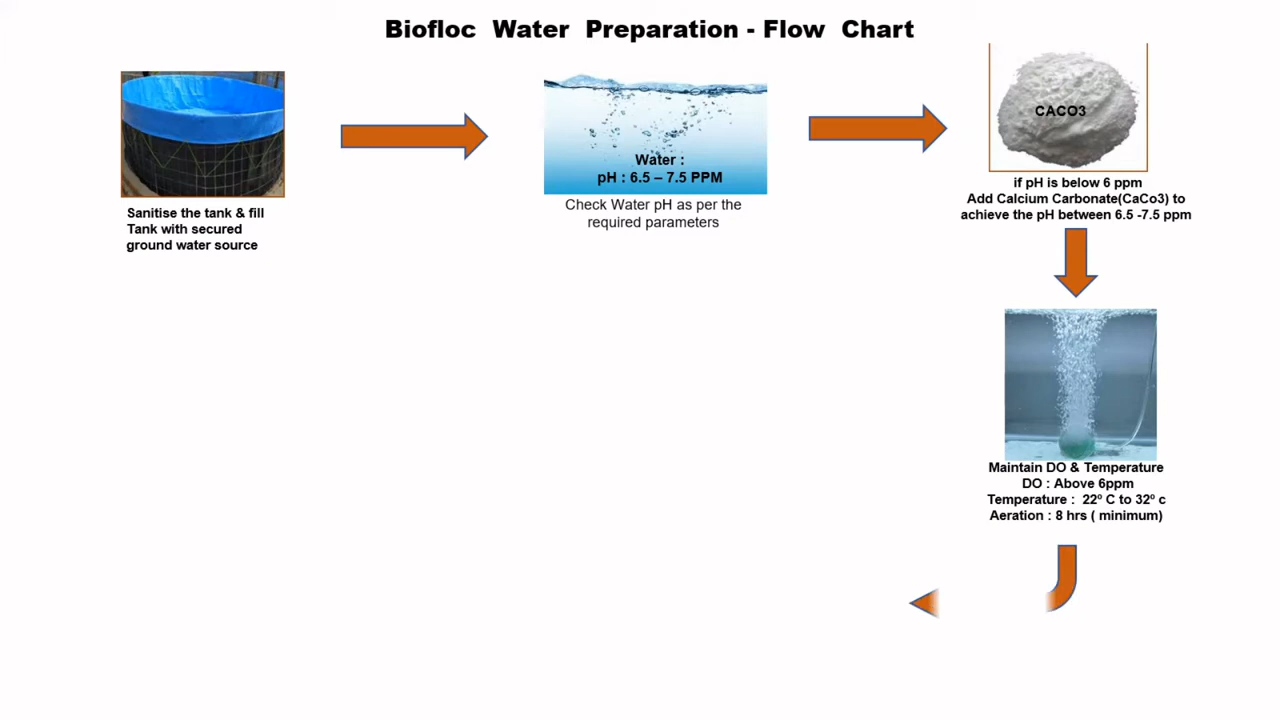 Biofloc Water Preparation - Flow Chart
Sanitise the tank & fill
Tank with secured
ground water source
Water :
pH : 6.5 – 7.5 PPM
Check Water pH as per the
required parameters
CACO3
if pH is below 6 ppm
Add Calcium Carbonate(CaCo3) to
achieve the pH between 6.5 -7.5 ppm
Maintain DO & Temperature
DO : Above 6ppm
Temperature : 22º C to 32º c
Aeration : 8 hrs ( minimum)